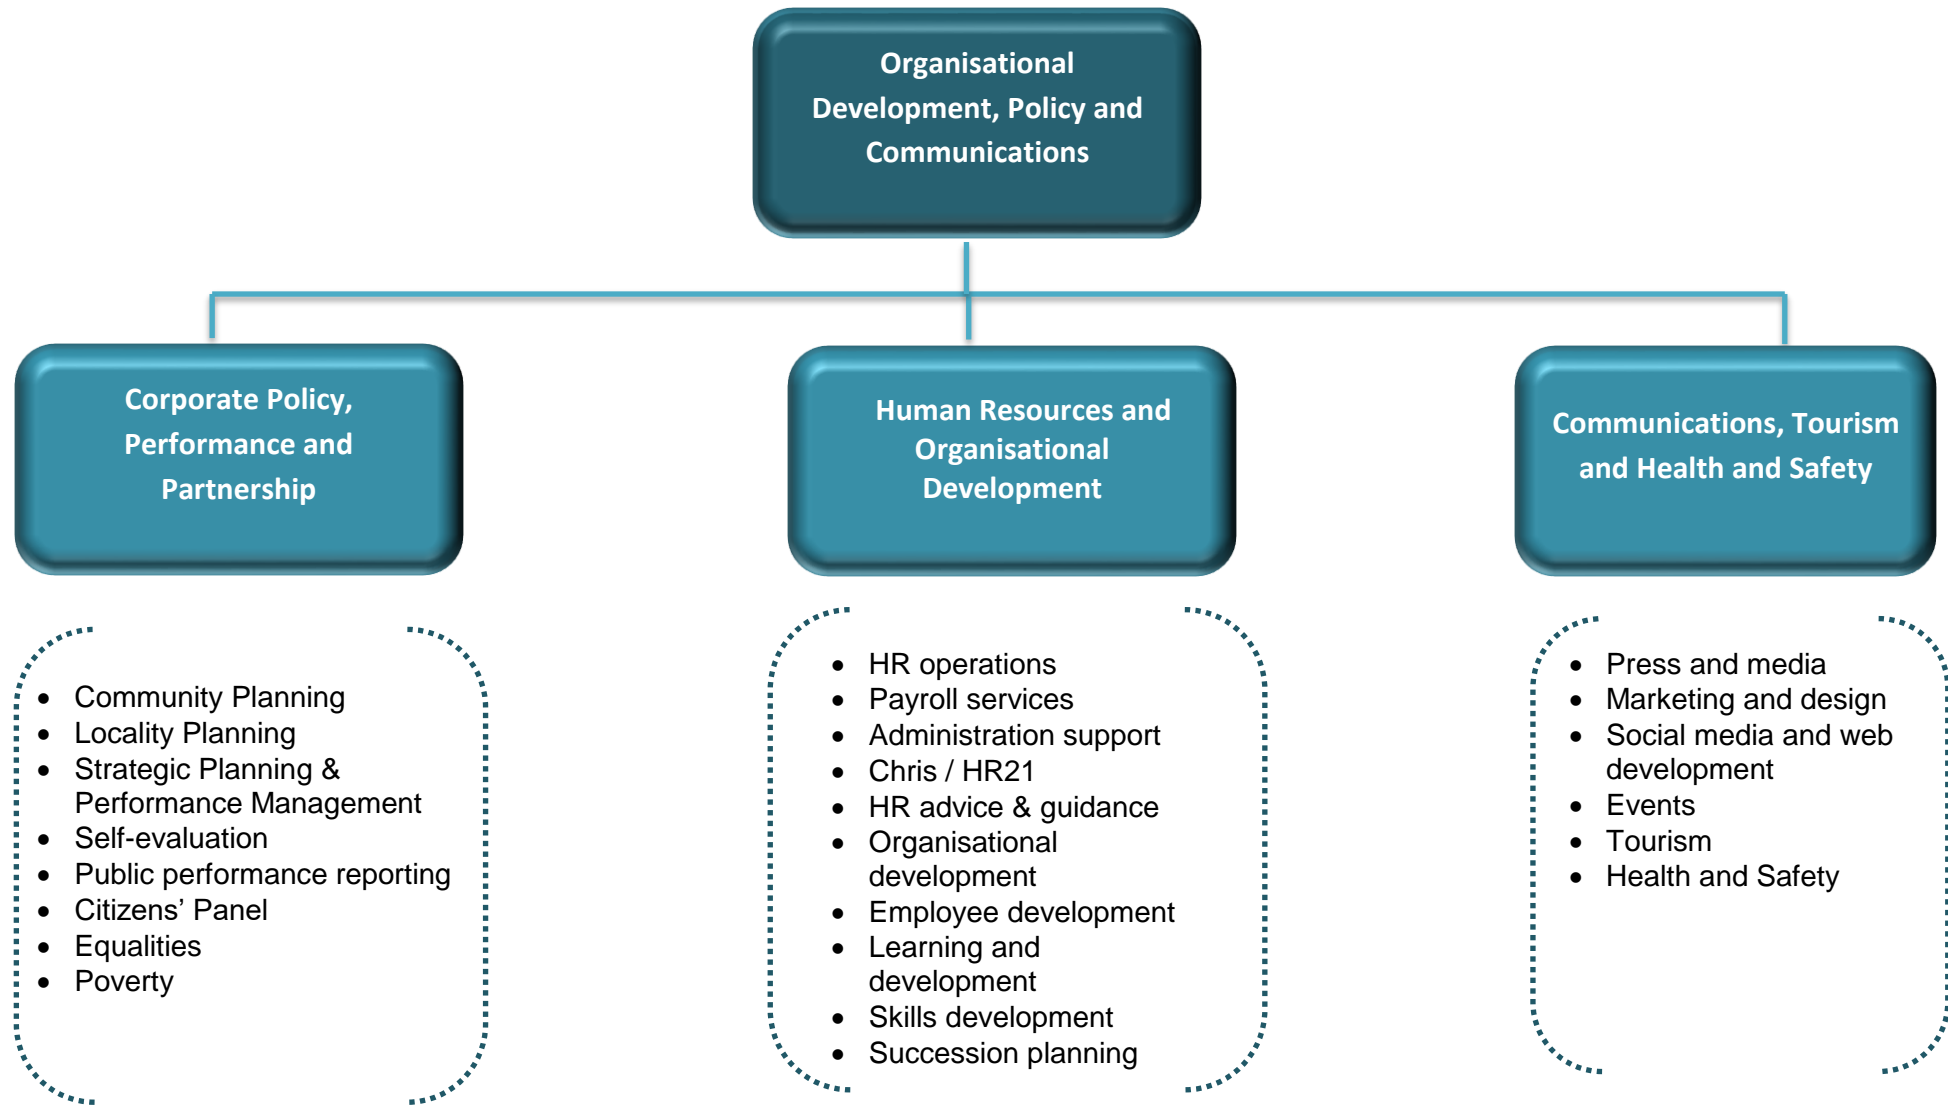 Organisational
Development, Policy and
Communications
Corporate Policy,
Performance and
Partnership
Human Resources and
Organisational
Development
Communications, Tourism
and Health and Safety
• Community Planning
• Locality Planning
• Strategic Planning &
Performance Management
• Self-evaluation
• Public performance reporting
• Citizens’ Panel
• Equalities
• Poverty
• HR operations
• Payroll services
• Administration support
• Chris / HR21
• HR advice & guidance
• Organisational
development
• Employee development
• Learning and
development
• Skills development
• Succession planning
• Press and media
• Marketing and design
• Social media and web
development
• Events
• Tourism
• Health and Safety